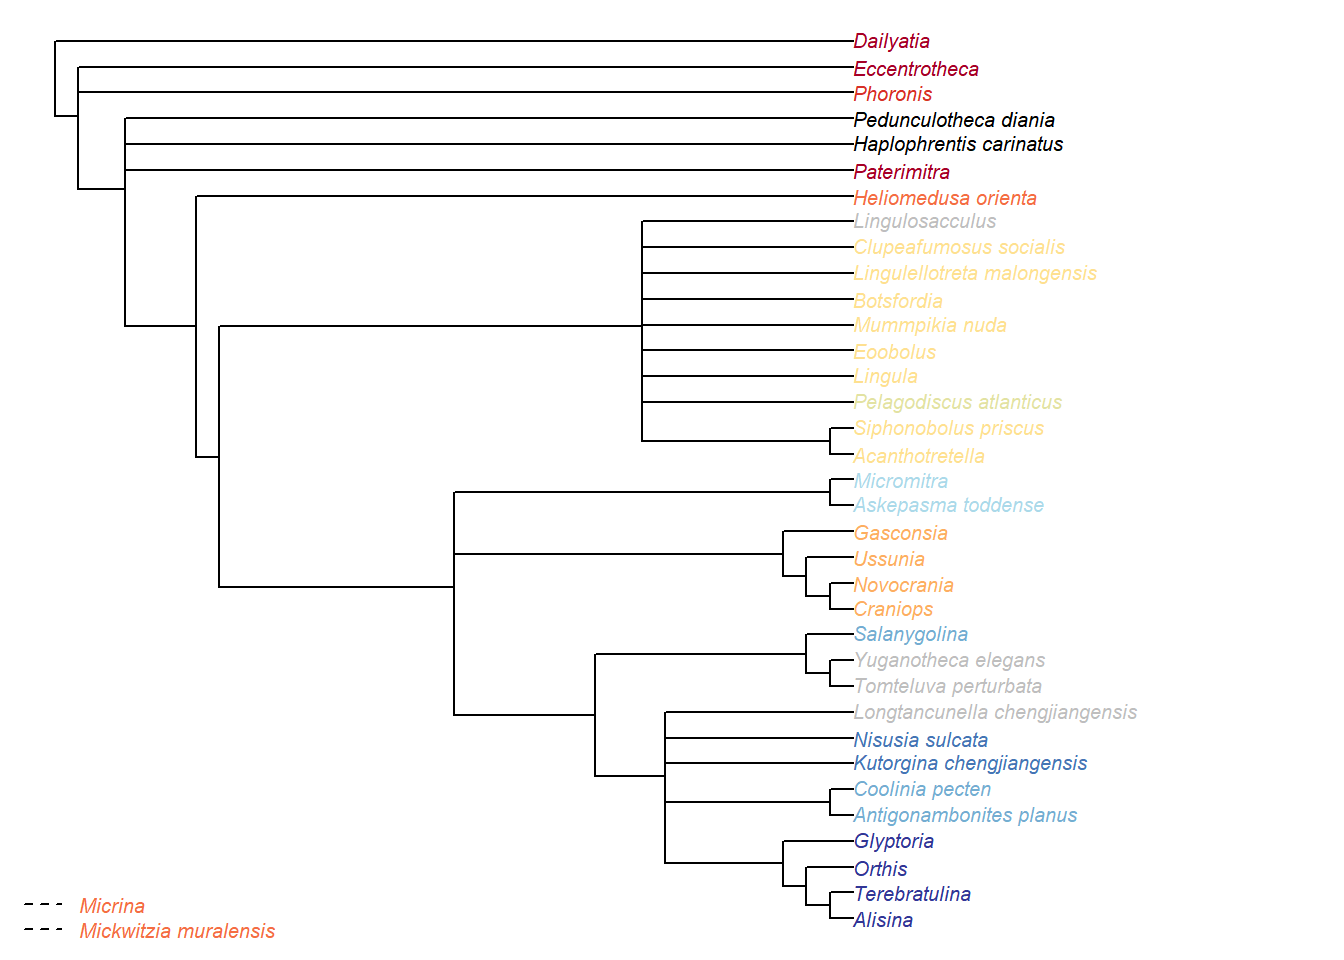 Dailyatia
Eccentrotheca
Phoronis
Pedunculotheca diania
Haplophrentis carinatus
Paterimitra
Heliomedusa orienta
Lingulosacculus
Clupeafumosus socialis
Lingulellotreta malongensis
Botsfordia
Mummpikia nuda
Eoobolus
Lingula
Pelagodiscus atlanticus
Siphonobolus priscus
Acanthotretella
Micromitra
Askepasma toddense
Gasconsia
Ussunia
Novocrania
Craniops
Salanygolina
Yuganotheca elegans
Tomteluva perturbata
Longtancunella chengjiangensis
Nisusia sulcata
Kutorgina chengjiangensis
Coolinia pecten
Antigonambonites planus
Glyptoria
Orthis
Terebratulina
Alisina
Micrina
Mickwitzia muralensis